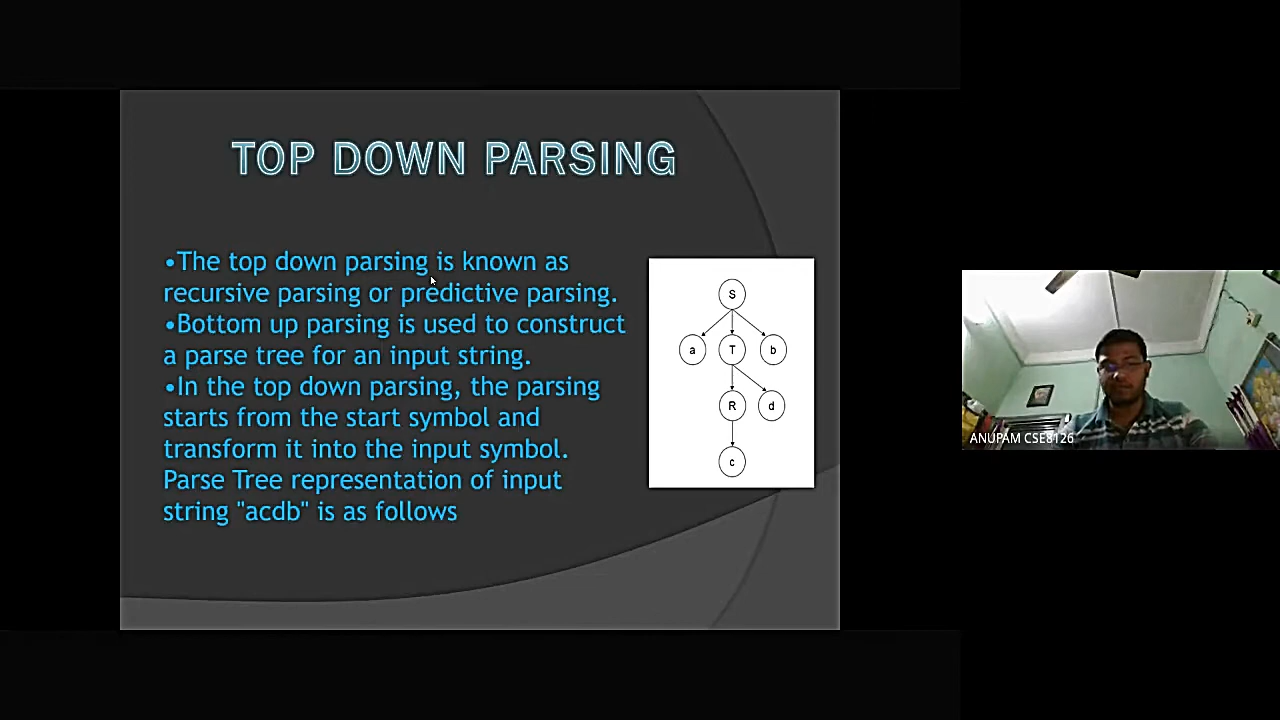 TOP DOWN PARSING
•The top down parsing is known as
recursive parsing or predictive parsing.
•Bottom up parsing is used to construct
a parse tree for an input string.
•In the top down parsing, the parsing
starts from the start symbol and
transform it into the input symbol.
Parse Tree representation of input
string "acdb" is as follows
S
a T b
R d
c
ANUPAM CSE8126